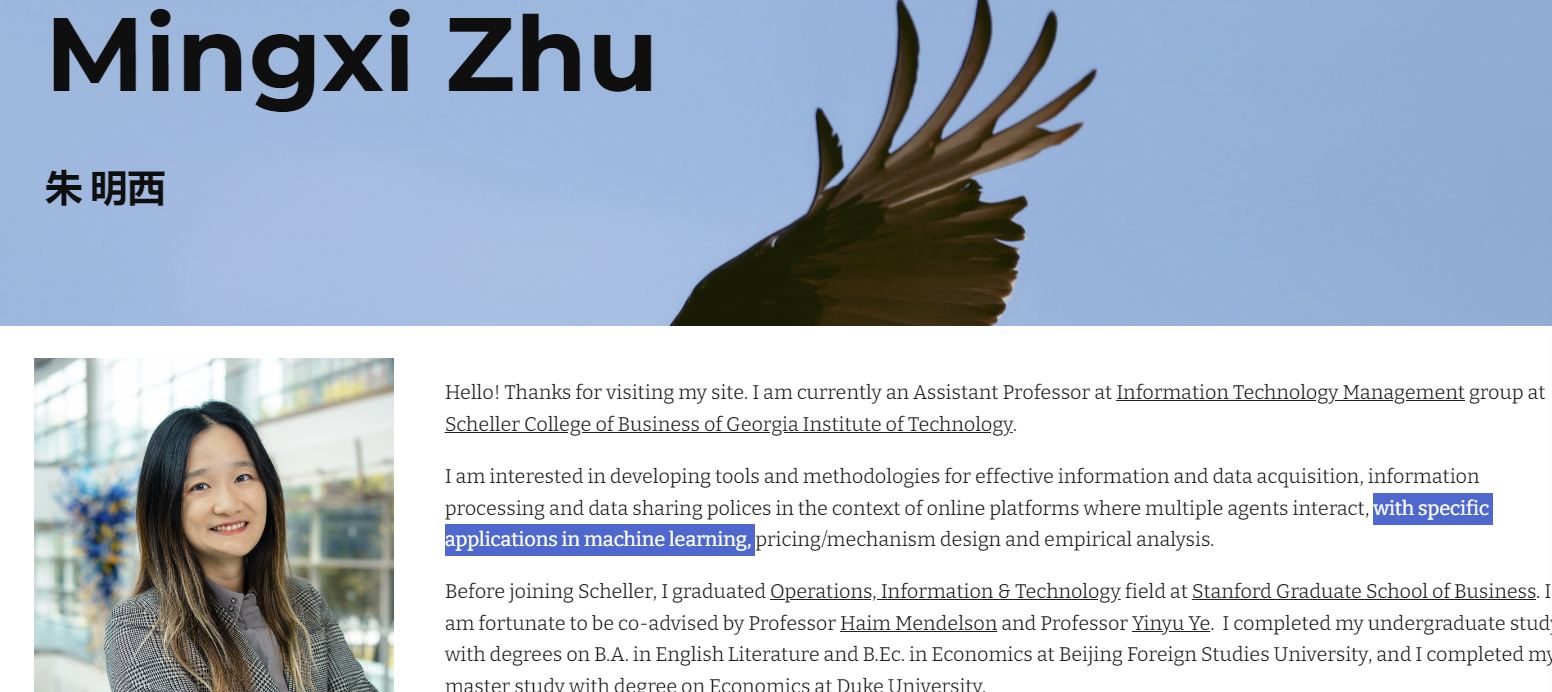 Mingxi Zhu
朱 明西
Hello! Thanks for visiting my site. I am currently an Assistant Professor at Information Technology Management group at
Scheller College of Business of Georgia Institute of Technology.
I am interested in developing tools and methodologies for effective information and data acquisition, information
processing and data sharing polices in the context of online platforms where multiple agents interact, with specific
applications in machine learning, pricing/mechanism design and empirical analysis.
Before joining Scheller, I graduated Operations, Information & Technology field at Stanford Graduate School of Business. I
am fortunate to be co-advised by Professor Haim Mendelson and Professor Yinyu Ye. I completed my undergraduate study
with degrees on B.A. in English Literature and B.Ec. in Economics at Beijing Foreign Studies University, and I completed my
master study with degree on Economics at Duke University.